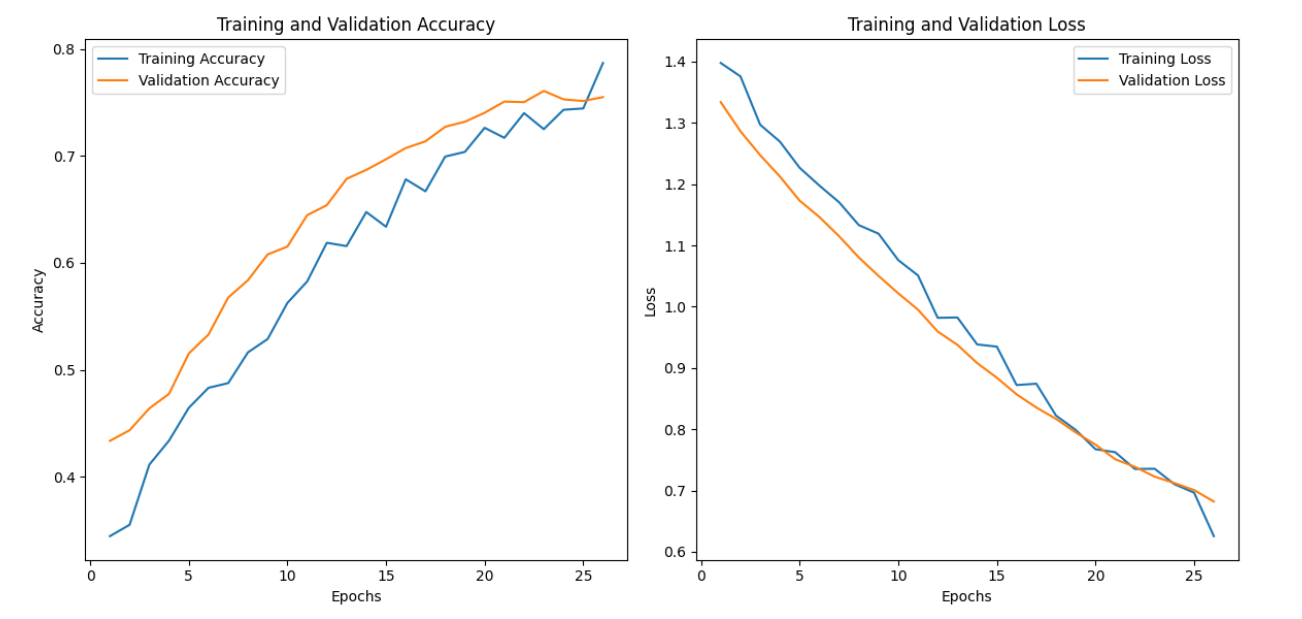 Training and Validation Accuracy
Training Accuracy
Validation Accuracy
0.8
0.7
0.6
0.5
0.4
Accuracy
0 5 10 15 20 25
Epochs
Training and Validation Loss
Training Loss
Validation Loss
1.4
1.3
1.2
1.1
1.0
0.9
0.8
0.7
0.6
Loss
0 5 10 15 20 25
Epochs